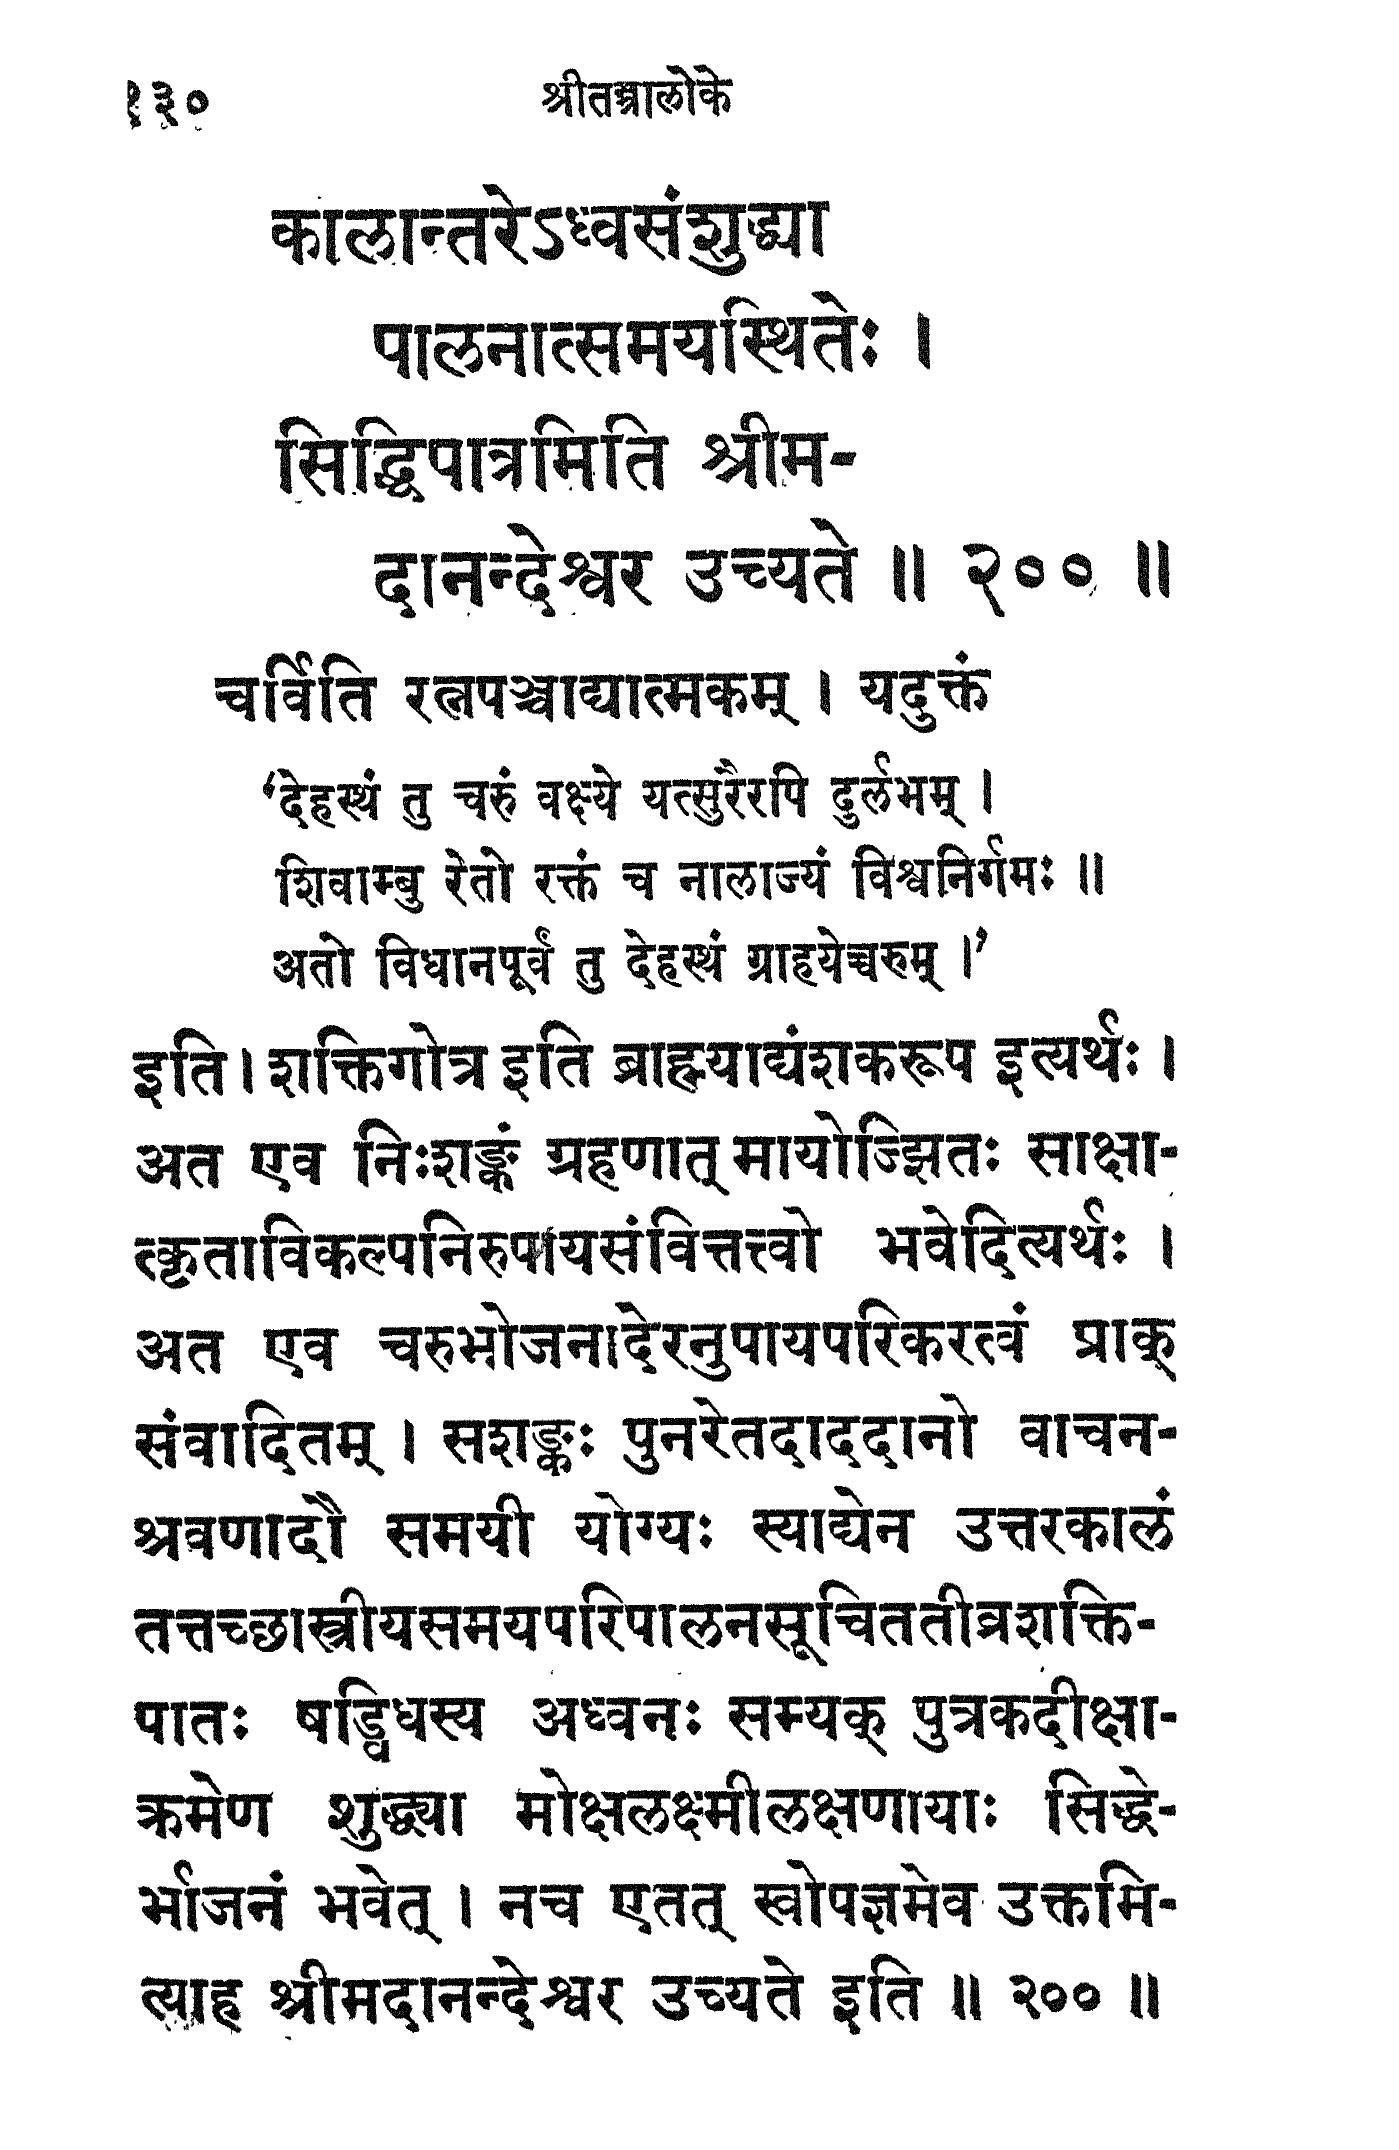 १३० श्रीतन्त्रालोके
कालान्तरेऽध्वसंशुद्ध्या
पालनात्समयस्थितेः ।
सिद्धिपात्रमिति श्रीम-
दानन्देश्वर उच्यते ॥ २०० ॥
चर्विति रत्नपञ्चाद्यात्मकम् । यदुक्तं
‘देहस्थं तु चरुं वक्ष्ये यत्सुरैरपि दुर्लभम् ।
शिवाम्बु रेतो रक्तं च नालाज्यं विश्वनिर्गमः ॥
अतो विधानपूर्वं तु देहस्थं ग्राहयेच्चरुम् ।’
इति । शक्तिगोत्र इति ब्राह्म्याद्यंशकरूप इत्यर्थः ।
अत एव निःशङ्कं ग्रहणात् मायोज्झितः साक्षा-
त्कृताविकल्पनिरुपायसंवित्तत्त्वो भवेदित्यर्थः ।
अत एव चरुभोजनादेरनुपायपरिकरत्वं प्राक्
संवादितम् । सशङ्कः पुनरेतदाददानो वाचन-
श्रवणादौ समयी योग्यः स्याद्येन उत्तरकालं
तत्तच्छास्त्रीयसमयपरिपालनसूचिततीव्रशक्ति-
पातः षड्विधस्य अध्वनः सम्यक् पुत्रकदीक्षा-
क्रमेण शुद्ध्या मोक्षलक्ष्मीलक्षणायाः सिद्धे-
र्भाजनं भवेत् । नच एतत् स्वोपज्ञमेव उक्तमि-
त्याह श्रीमदानन्देश्वर उच्यते इति ॥ २०० ॥